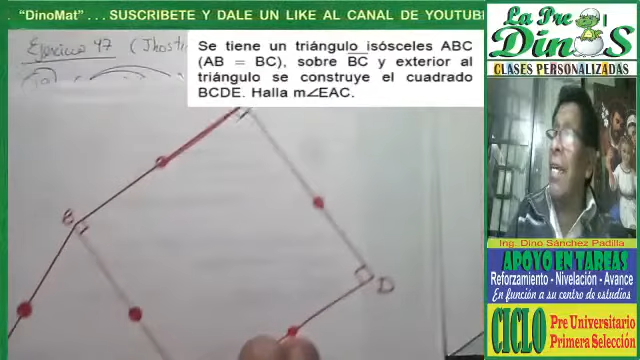 “DinoMat” . . . SUSCRIBETE Y DALE UN LIKE AL CANAL DE YOUTUBE
Ejercicio 47 (Jhosti
Se tiene un triángulo isósceles ABC
(AB = BC), sobre BC y exterior al
triángulo se construye el cuadrado
BCDE. Halla m∠EAC.
B
D
La Pre
DinoS
CLASES PERSONALIZADAS
Ing. Dino Sánchez Padilla
APOYO EN TAREAS
Reforzamiento - Nivelación - Avance
En función a su centro de estudios
CICLO
Pre Universitario
Primera Selección